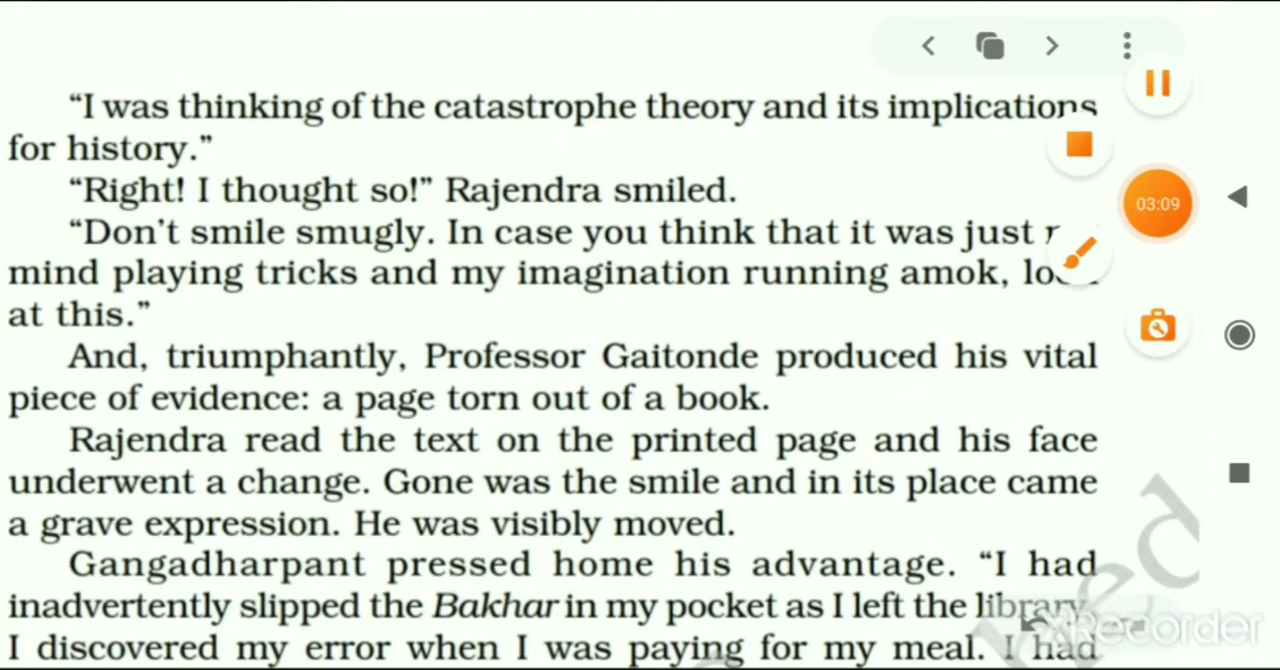 “I was thinking of the catastrophe theory and its implications
for history.”
“Right! I thought so!” Rajendra smiled.
“Don’t smile smugly. In case you think that it was just
mind playing tricks and my imagination running amok,
at this.”
And, triumphantly, Professor Gaitonde produced his vital
piece of evidence: a page torn out of a book.
Rajendra read the text on the printed page and his face
underwent a change. Gone was the smile and in its place came
a grave expression. He was visibly moved.
Gangadharpant pressed home his advantage. “I had
inadvertently slipped the Bakhar in my pocket as I left the library.
I discovered my error when I was paying for my meal. I had
03:09
XRecorder